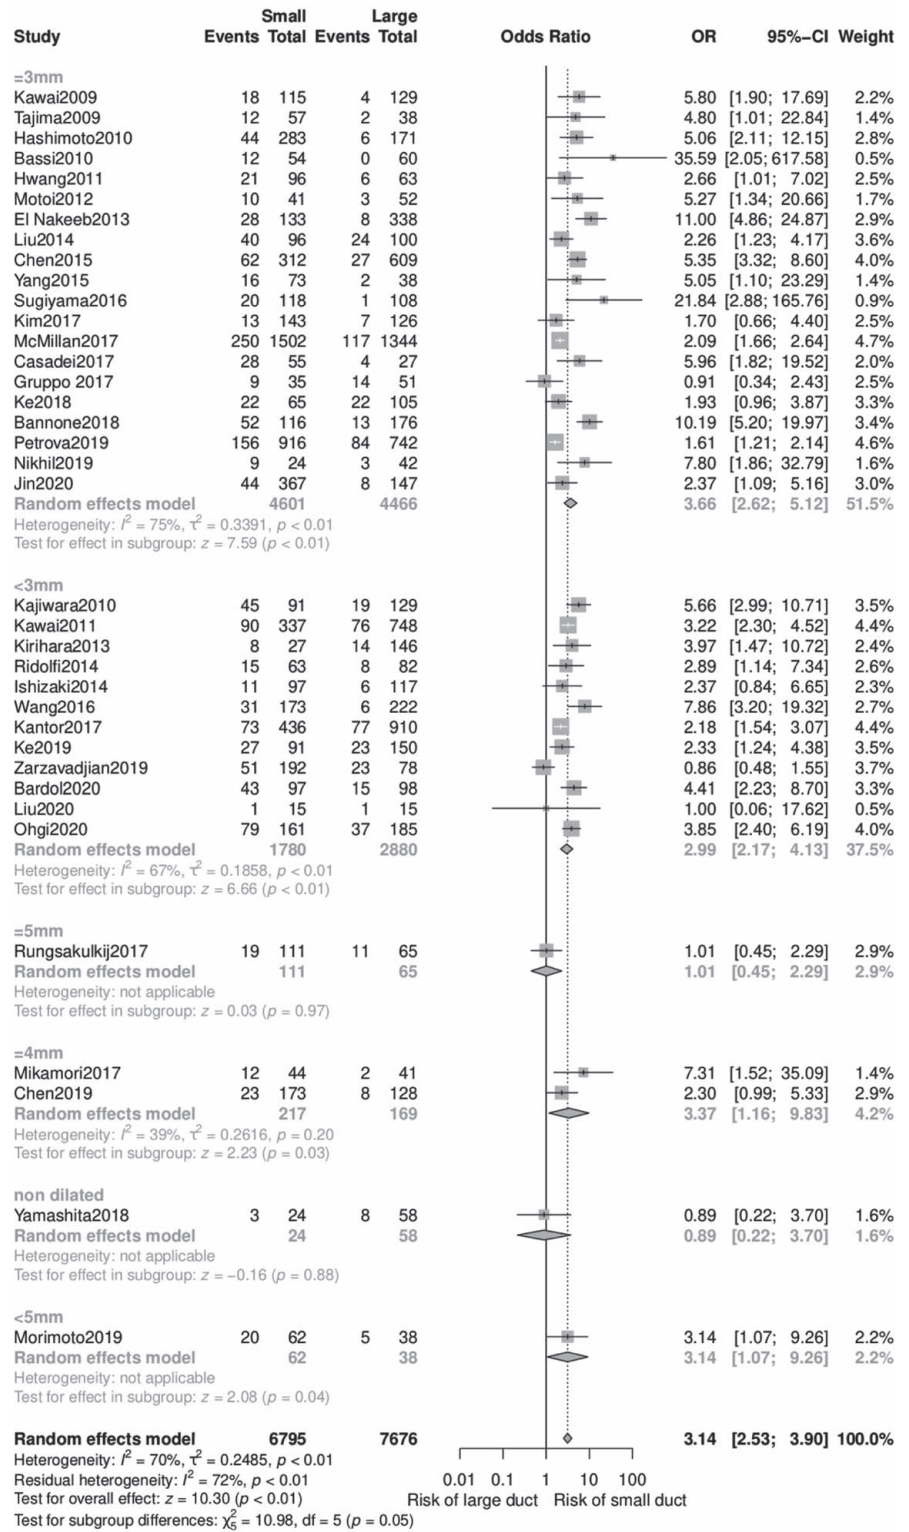 Small Large
Study Events Total Events Total Odds Ratio OR 95%−CI Weight
=3mm
Kawai2009 18 115 4 129 5.80 [1.90; 17.69] 2.2%
Tajima2009 12 57 2 38 4.80 [1.01; 22.84] 1.4%
Hashimoto2010 44 283 6 171 5.06 [2.11; 12.15] 2.8%
Bassi2010 12 54 0 60 35.59 [2.05; 617.58] 0.5%
Hwang2011 21 96 6 63 2.66 [1.01; 7.02] 2.5%
Motoi2012 10 41 3 52 5.27 [1.34; 20.66] 1.7%
El Nakeeb2013 28 133 8 338 11.00 [4.86; 24.87] 2.9%
Liu2014 40 96 24 100 2.26 [1.23; 4.17] 3.6%
Chen2015 62 312 27 609 5.35 [3.32; 8.60] 4.0%
Yang2015 16 73 2 38 5.05 [1.10; 23.29] 1.4%
Sugiyama2016 20 118 1 108 21.84 [2.88; 165.76] 0.9%
Kim2017 13 143 7 126 1.70 [0.66; 4.40] 2.5%
McMillan2017 250 1502 117 1344 2.09 [1.66; 2.64] 4.7%
Casadei2017 28 55 4 27 5.96 [1.82; 19.52] 2.0%
Gruppo 2017 9 35 14 51 0.91 [0.34; 2.43] 2.5%
Ke2018 22 65 22 105 1.93 [0.96; 3.87] 3.3%
Bannone2018 52 116 13 176 10.19 [5.20; 19.97] 3.4%
Petrova2019 156 916 84 742 1.61 [1.21; 2.14] 4.6%
Nikhil2019 9 24 3 42 7.80 [1.86; 32.79] 1.6%
Jin2020 44 367 8 147 2.37 [1.09; 5.16] 3.0%
Random effects model 4601 4466 3.66 [2.62; 5.12] 51.5%
Heterogeneity: I² = 75%, τ² = 0.3391, p < 0.01
Test for effect in subgroup: z = 7.59 (p < 0.01)
<3mm
Kajiwara2010 45 91 19 129 5.66 [2.99; 10.71] 3.5%
Kawai2011 90 337 76 748 3.22 [2.30; 4.52] 4.4%
Kirihara2013 8 27 14 146 3.97 [1.47; 10.72] 2.4%
Ridolfi2014 15 63 8 82 2.89 [1.14; 7.34] 2.6%
Ishizaki2014 11 97 6 117 2.37 [0.84; 6.65] 2.3%
Wang2016 31 173 6 222 7.86 [3.20; 19.32] 2.7%
Kantor2017 73 436 77 910 2.18 [1.54; 3.07] 4.4%
Ke2019 27 91 23 150 2.33 [1.24; 4.38] 3.5%
Zarzavadjian2019 51 192 23 78 0.86 [0.48; 1.55] 3.7%
Bardol2020 43 97 15 98 4.41 [2.23; 8.70] 3.3%
Liu2020 1 15 1 15 1.00 [0.06; 17.62] 0.5%
Ohgi2020 79 161 37 185 3.85 [2.40; 6.19] 4.0%
Random effects model 1780 2880 2.99 [2.17; 4.13] 37.5%
Heterogeneity: I² = 67%, τ² = 0.1858, p < 0.01
Test for effect in subgroup: z = 6.66 (p < 0.01)
=5mm
Rungsakulkij2017 19 111 11 65 1.01 [0.45; 2.29] 2.9%
Random effects model 111 65 1.01 [0.45; 2.29] 2.9%
Heterogeneity: not applicable
Test for effect in subgroup: z = 0.03 (p = 0.97)
=4mm
Mikamori2017 12 44 2 41 7.31 [1.52; 35.09] 1.4%
Chen2019 23 173 8 128 2.30 [0.99; 5.33] 2.9%
Random effects model 217 169 3.37 [1.16; 9.83] 4.2%
Heterogeneity: I² = 39%, τ² = 0.2616, p = 0.20
Test for effect in subgroup: z = 2.23 (p = 0.03)
non dilated
Yamashita2018 3 24 8 58 0.89 [0.22; 3.70] 1.6%
Random effects model 24 58 0.89 [0.22; 3.70] 1.6%
Heterogeneity: not applicable
Test for effect in subgroup: z = −0.16 (p = 0.88)
<5mm
Morimoto2019 20 62 5 38 3.14 [1.07; 9.26] 2.2%
Random effects model 62 38 3.14 [1.07; 9.26] 2.2%
Heterogeneity: not applicable
Test for effect in subgroup: z = 2.08 (p = 0.04)
Random effects model 6795 7676 3.14 [2.53; 3.90] 100.0%
Heterogeneity: I² = 70%, τ² = 0.2485, p < 0.01
Residual heterogeneity: I² = 72%, p < 0.01
0.01 0.1 1 10 100
Test for overall effect: z = 10.30 (p < 0.01) Risk of large duct Risk of small duct
Test for subgroup differences: χ²₅ = 10.98, df = 5 (p = 0.05)